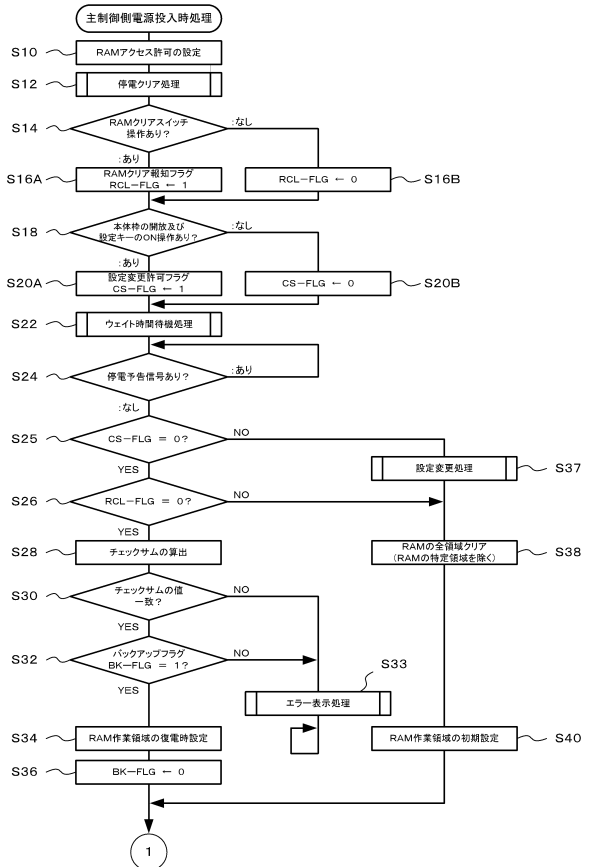 主制御側電源投入時処理
S10
RAMアクセス許可の設定
S12
停電クリア処理
S14
RAMクリアスイッチ
操作あり?
:なし
:あり
S16A
RAMクリア報知フラグ
RCL-FLG ← 1
RCL-FLG ← 0
S16B
S18
本体枠の開放及び
設定キーのON操作あり?
:なし
:あり
S20A
設定変更許可フラグ
CS-FLG ← 1
CS-FLG ← 0
S20B
S22
ウェイト時間待機処理
S24
停電予告信号あり?
:あり
:なし
S25
CS-FLG = 0?
NO
YES
設定変更処理
S37
S26
RCL-FLG = 0?
NO
YES
S28
チェックサムの算出
RAMの全領域クリア
(RAMの特定領域を除く)
S38
S30
チェックサムの値
一致?
NO
YES
S32
バックアップフラグ
BK-FLG = 1?
NO
YES
S33
エラー表示処理
S34
RAM作業領域の復電時設定
RAM作業領域の初期設定
S40
S36
BK-FLG ← 0
1